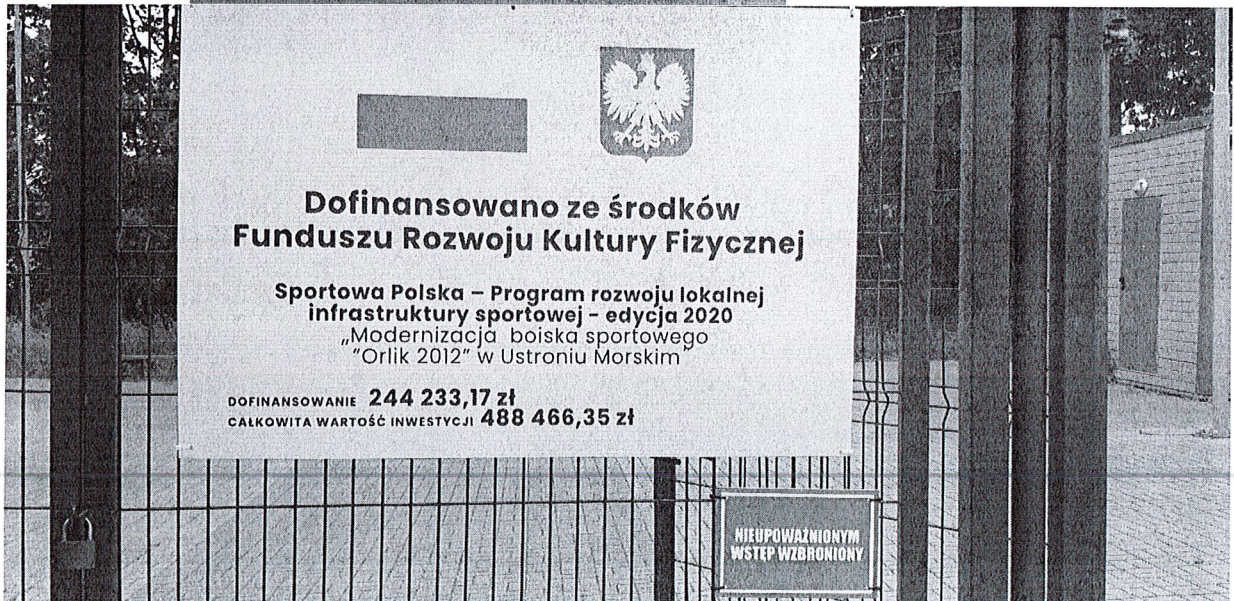 Dofinansowano ze środków
Funduszu Rozwoju Kultury Fizycznej
Sportowa Polska – Program rozwoju lokalnej
infrastruktury sportowej - edycja 2020
„Modernizacja boiska sportowego
"Orlik 2012" w Ustroniu Morskim"
DOFINANSOWANIE 244 233,17 zł
CAŁKOWITA WARTOŚĆ INWESTYCJI 488 466,35 zł
NIEUPOWAŻNIONYM
WSTĘP WZBRONIONY